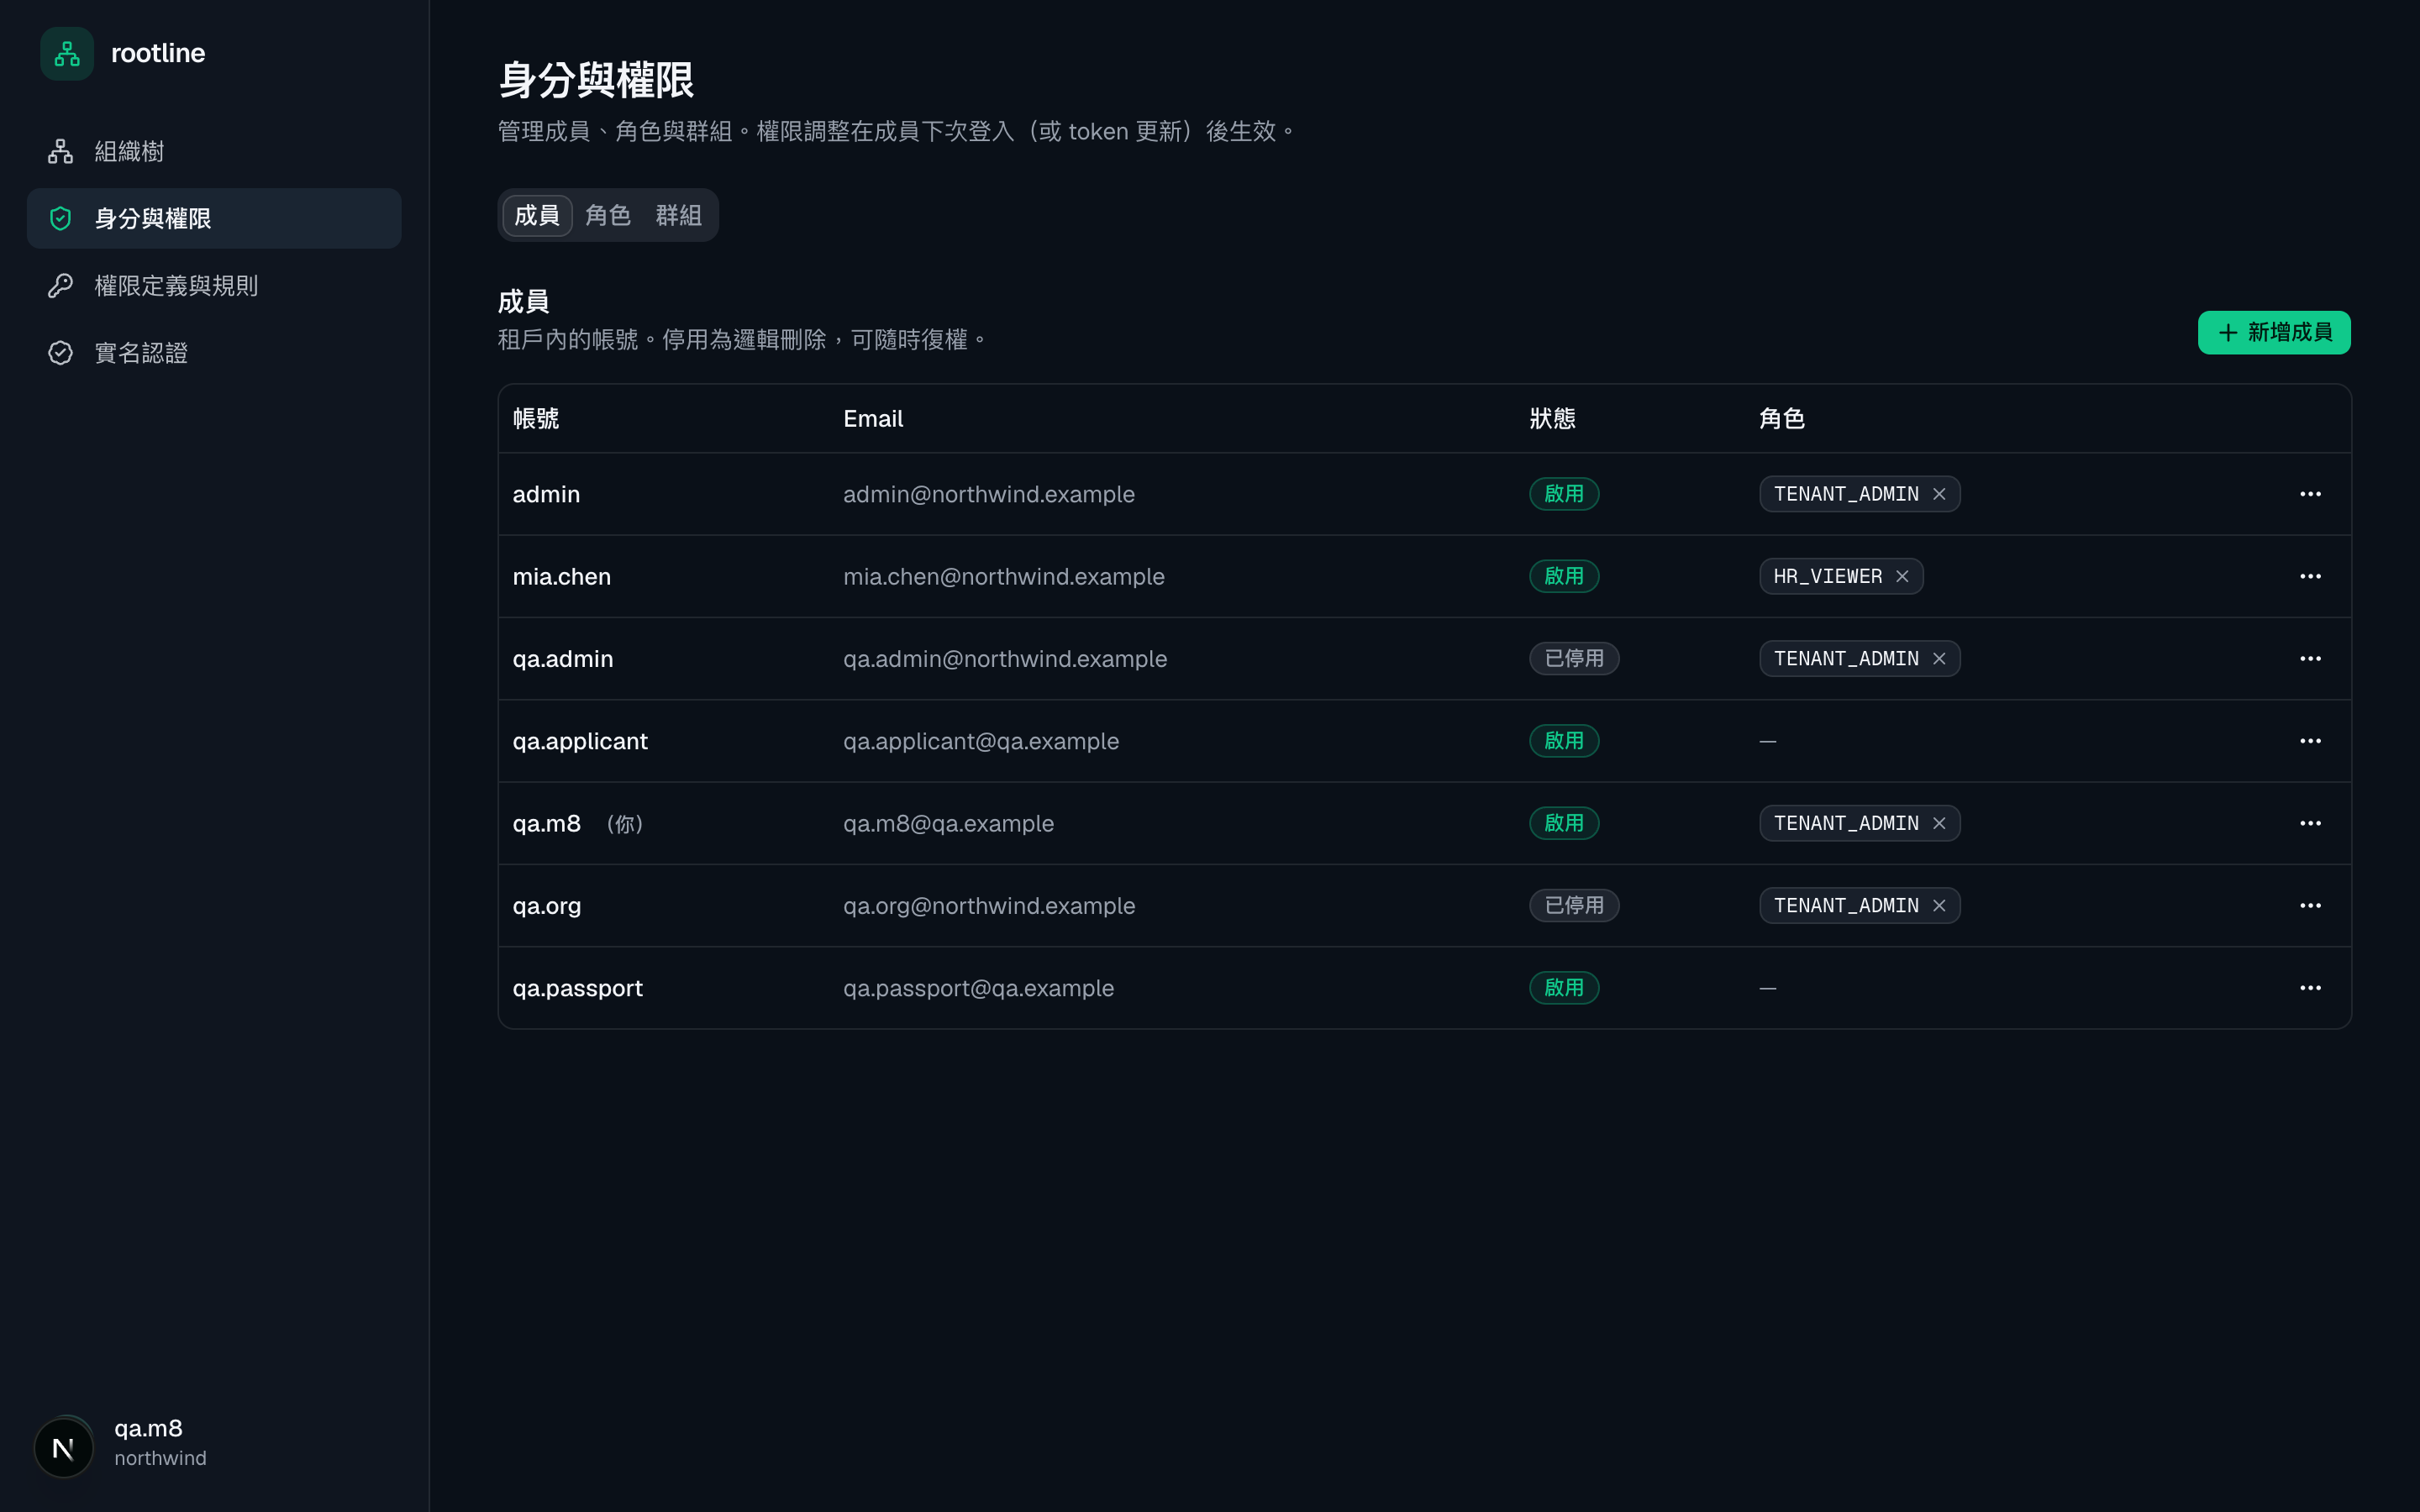 rootline
組織樹
身分與權限
權限定義與規則
實名認證
qa.m8
northwind
身分與權限
管理成員、角色與群組。權限調整在成員下次登入（或 token 更新）後生效。
成員 角色 群組
成員
租戶內的帳號。停用為邏輯刪除，可隨時復權。
新增成員
帳號 Email 狀態 角色
admin admin@northwind.example 啟用 TENANT_ADMIN
mia.chen mia.chen@northwind.example 啟用 HR_VIEWER
qa.admin qa.admin@northwind.example 已停用 TENANT_ADMIN
qa.applicant qa.applicant@qa.example 啟用 —
qa.m8 （你） qa.m8@qa.example 啟用 TENANT_ADMIN
qa.org qa.org@northwind.example 已停用 TENANT_ADMIN
qa.passport qa.passport@qa.example 啟用 —